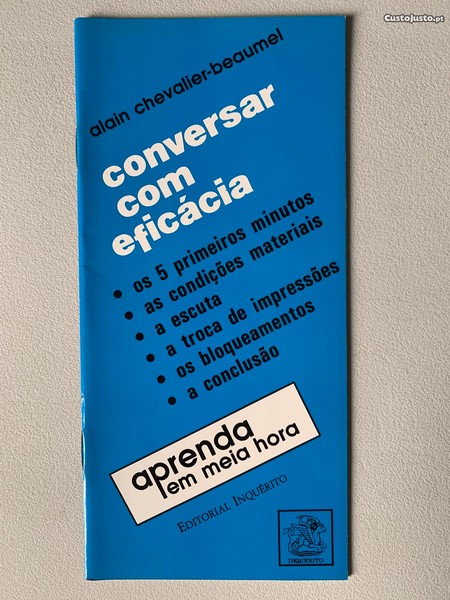 CustoJusto.pt
alain chevalier-beaumel
conversar
com
eficácia
• os 5 primeiros minutos
• as condições materiais
• a escuta
• a troca de impressões
• os bloqueamentos
• a conclusão
aprenda
em meia hora
EDITORIAL INQUÉRITO
INQUÉRITO